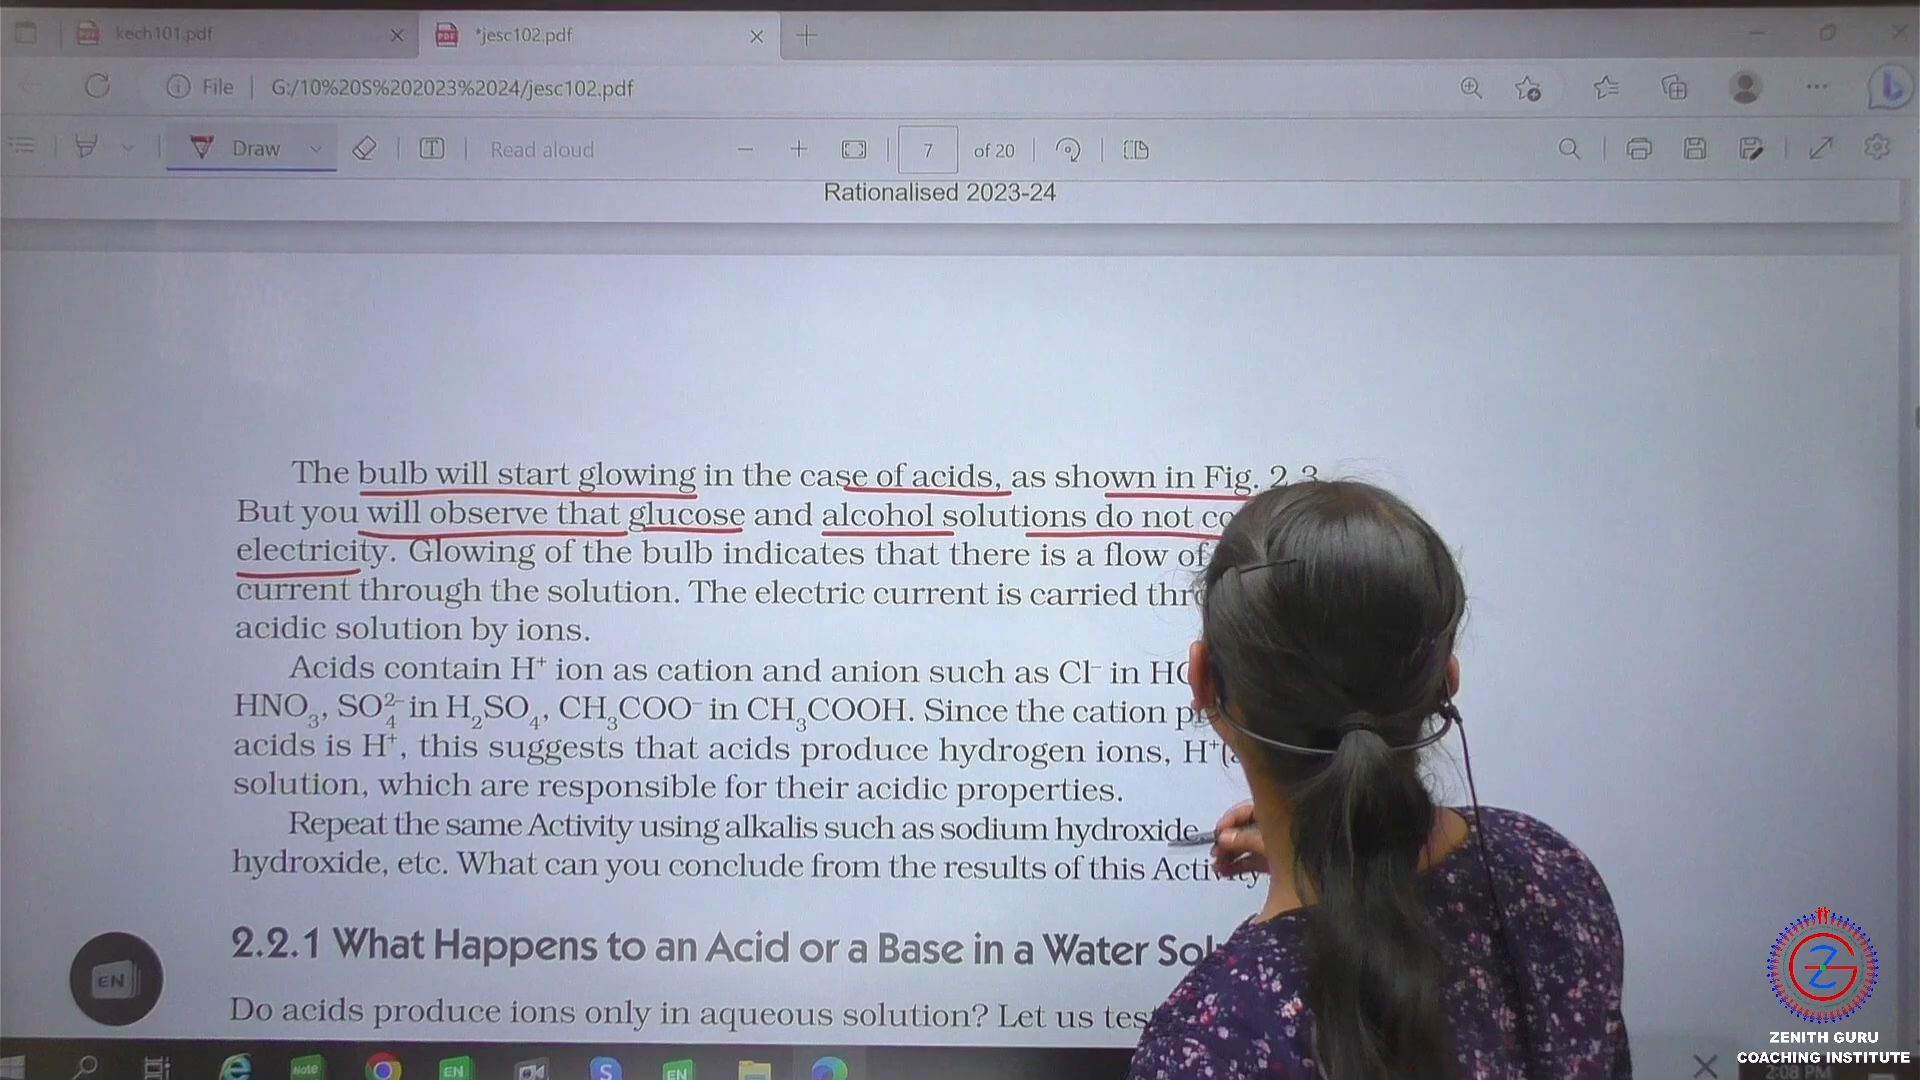 kech101.pdf
*jesc102.pdf
File
G:/10%20S%202023%2024/jesc102.pdf
Draw
Read aloud
7 of 20
Rationalised 2023-24
The bulb will start glowing in the case of acids, as shown in Fig. 2.3.
But you will observe that glucose and alcohol solutions do not
electricity. Glowing of the bulb indicates that there is a flow of
current through the solution. The electric current is carried
acidic solution by ions.
Acids contain H⁺ ion as cation and anion such as Cl⁻ in
HNO₃, SO₄²⁻ in H₂SO₄, CH₃COO⁻ in CH₃COOH. Since the cation
acids is H⁺, this suggests that acids produce hydrogen ions, H⁺
solution, which are responsible for their acidic properties.
Repeat the same Activity using alkalis such as sodium hydroxide
hydroxide, etc. What can you conclude from the results of this Activity
2.2.1 What Happens to an Acid or a Base in a Water
Do acids produce ions only in aqueous solution? Let us test
EN
Note
EN
S
EN
2:08 PM
ZENITH GURU
COACHING INSTITUTE